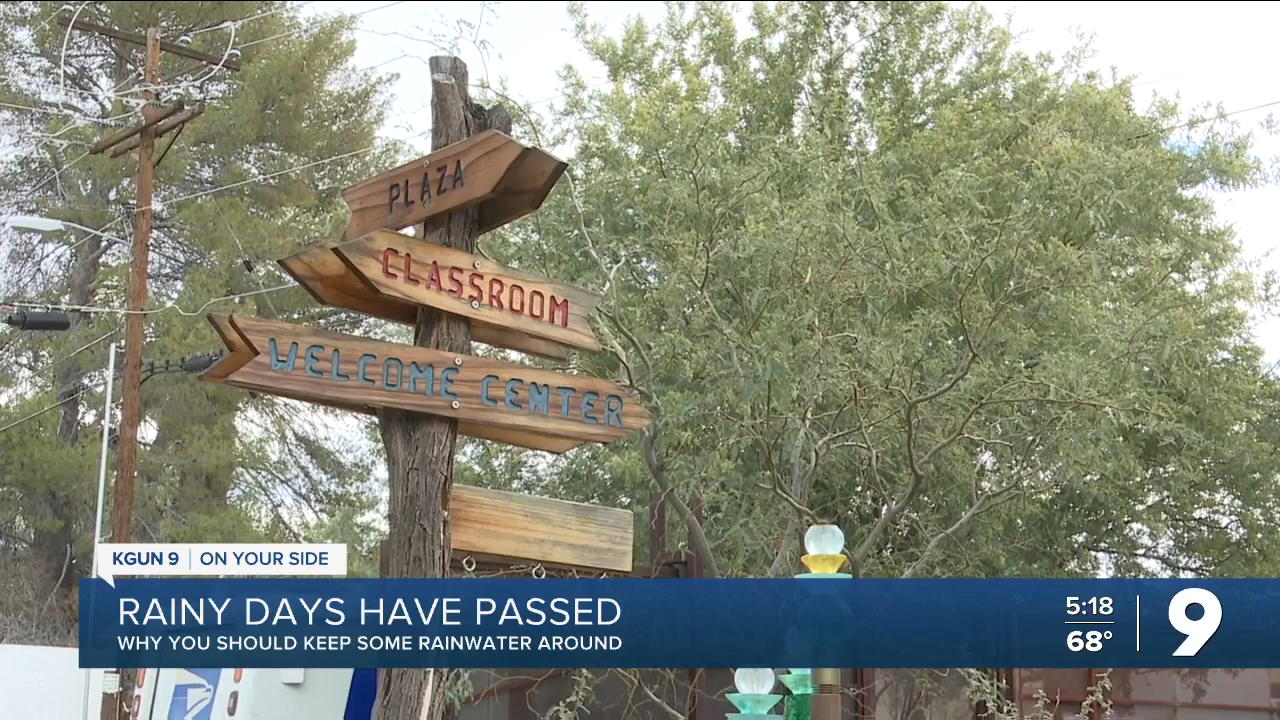 PLAZA
CLASSROOM
WELCOME CENTER
KGUN 9 | ON YOUR SIDE
RAINY DAYS HAVE PASSED
WHY YOU SHOULD KEEP SOME RAINWATER AROUND
5:18
68°
9